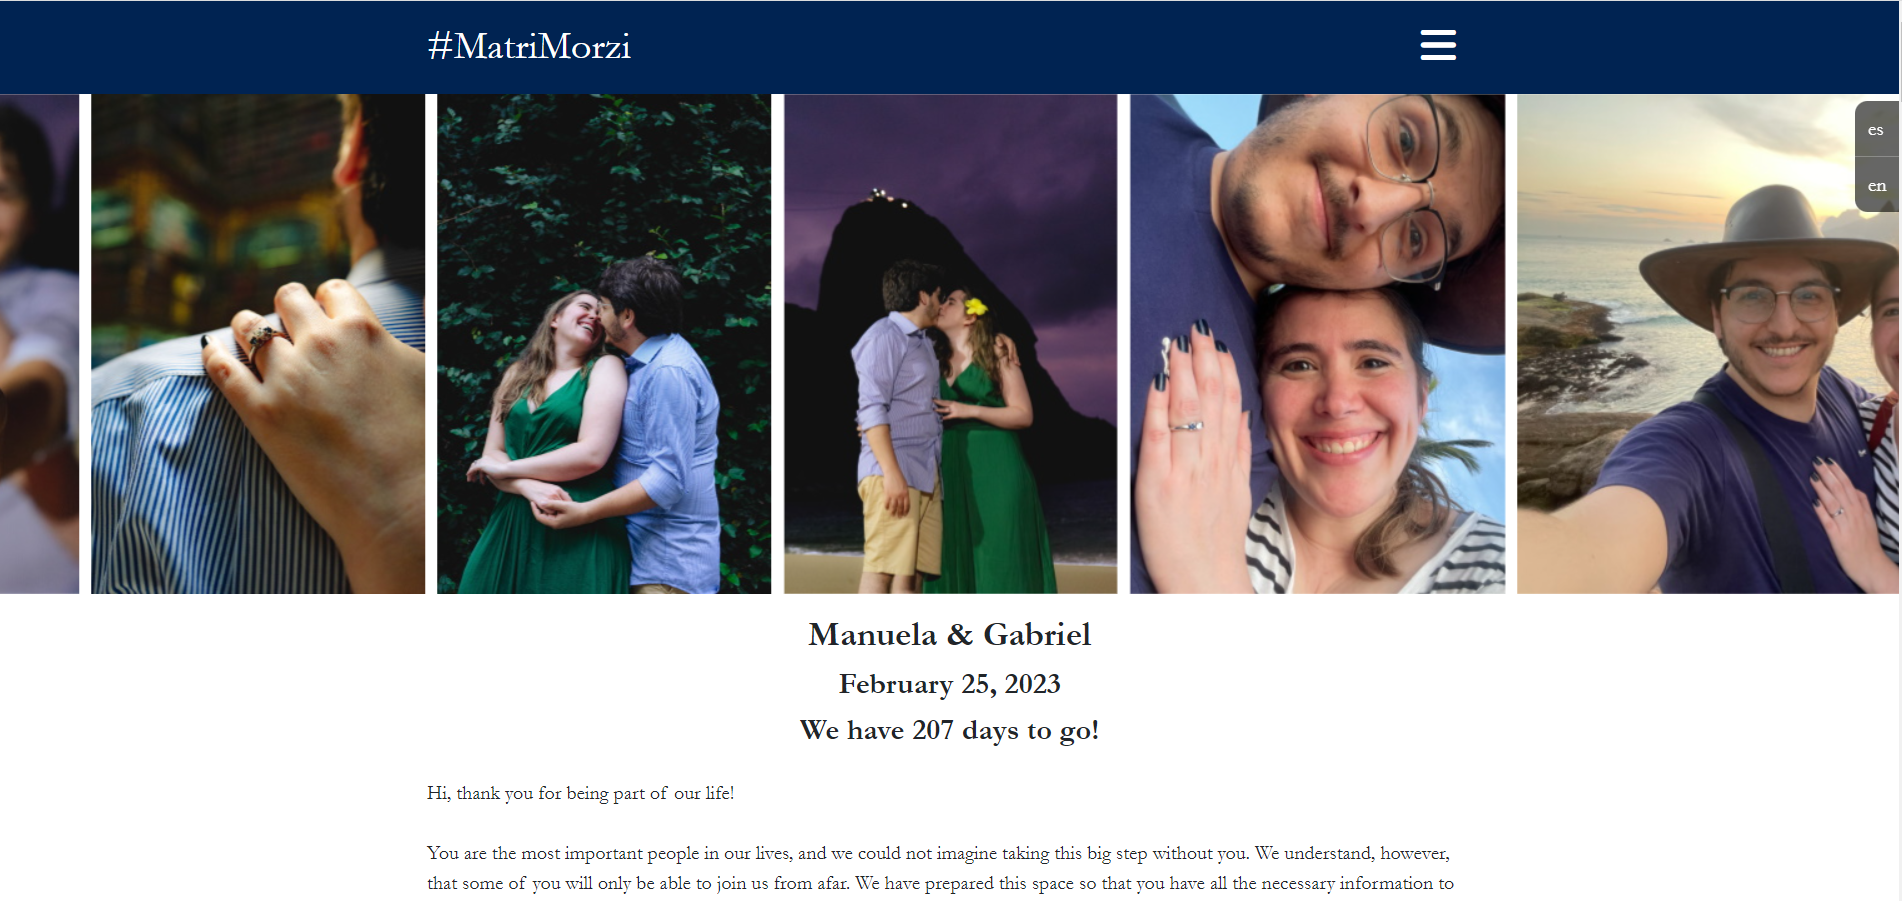 #MatriMorzi
es
en
Manuela & Gabriel
February 25, 2023
We have 207 days to go!
Hi, thank you for being part of our life!
You are the most important people in our lives, and we could not imagine taking this big step without you. We understand, however,
that some of you will only be able to join us from afar. We have prepared this space so that you have all the necessary information to